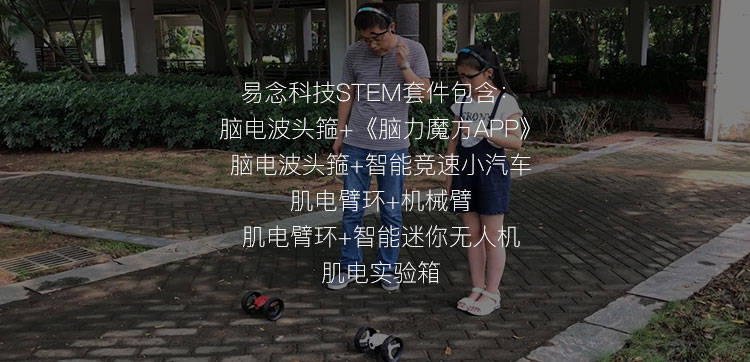 易念科技STEM套件包含：
脑电波头箍+《脑力魔方APP》
脑电波头箍+智能竞速小汽车
肌电臂环+机械臂
肌电臂环+智能迷你无人机
肌电实验箱